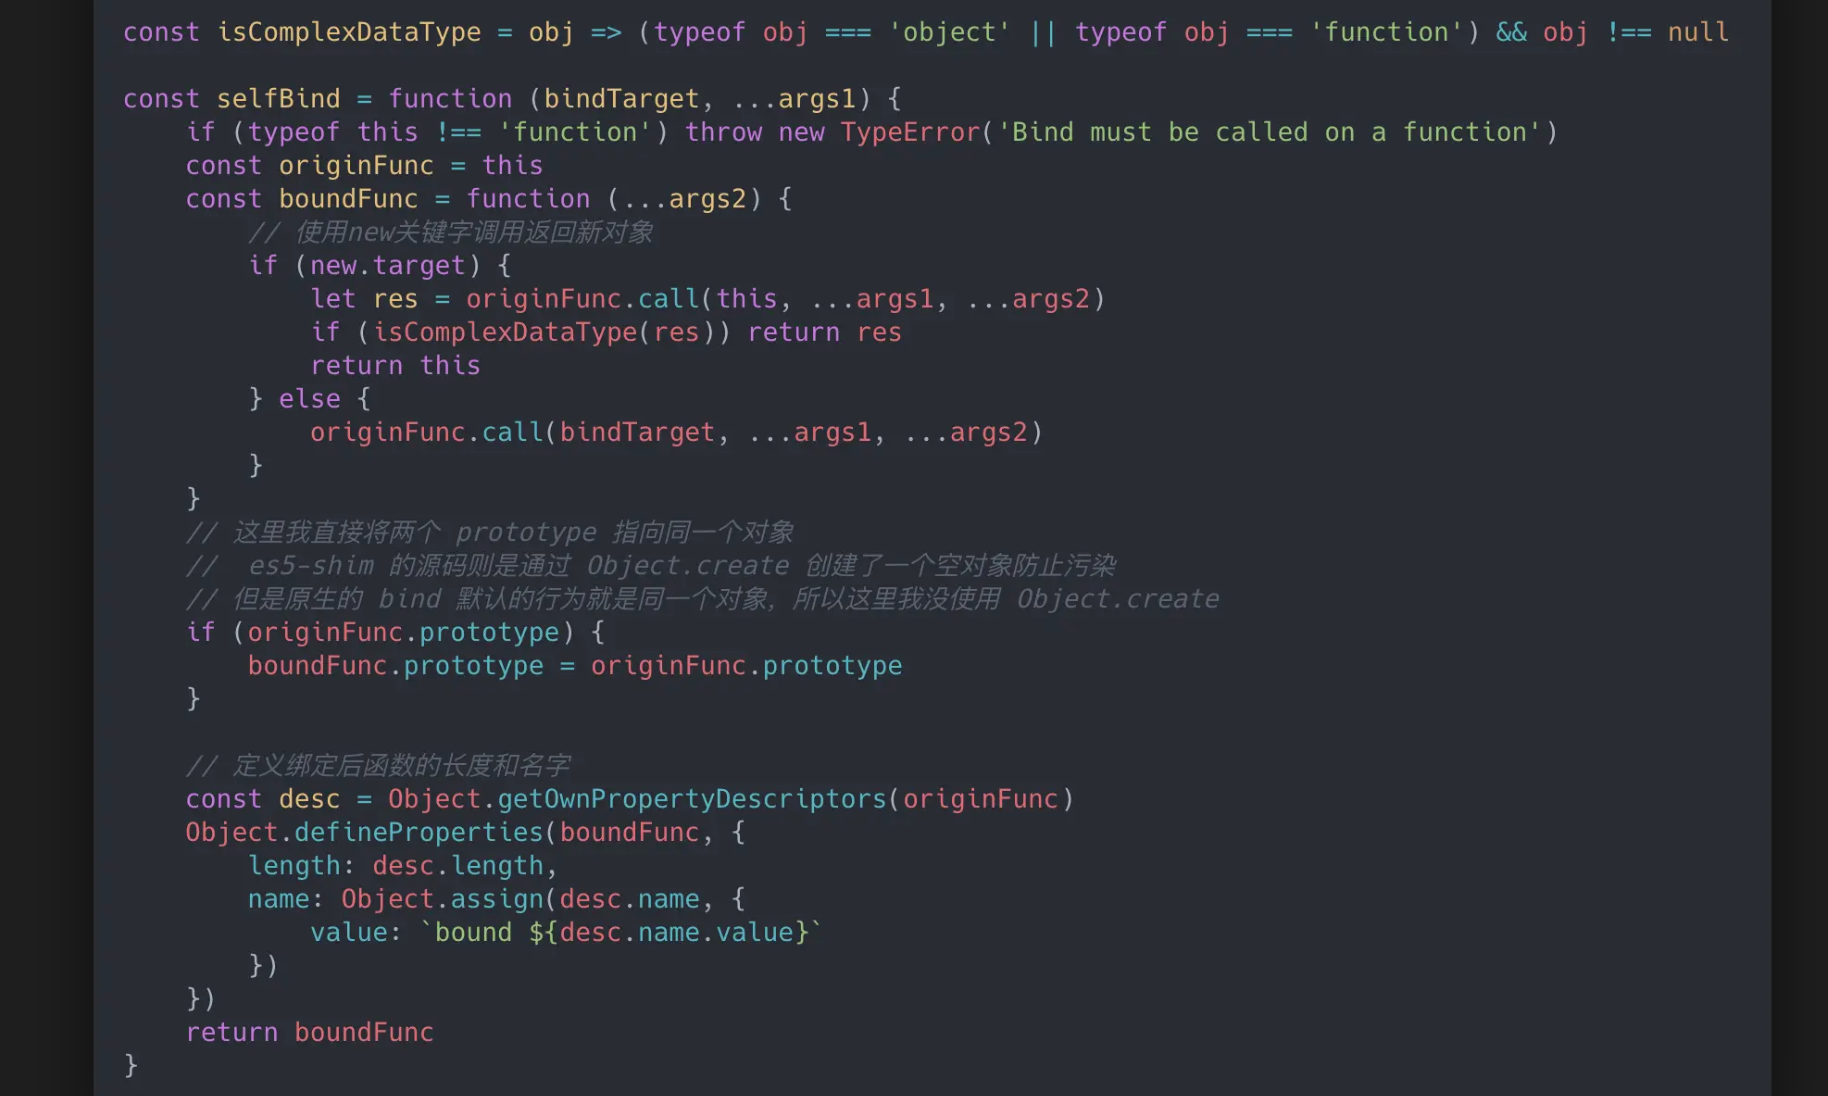 const isComplexDataType = obj => (typeof obj === 'object' || typeof obj === 'function') && obj !== null
const selfBind = function (bindTarget, ...args1) {
if (typeof this !== 'function') throw new TypeError('Bind must be called on a function')
const originFunc = this
const boundFunc = function (...args2) {
// 使用new关键字调用返回新对象
if (new.target) {
let res = originFunc.call(this, ...args1, ...args2)
if (isComplexDataType(res)) return res
return this
} else {
originFunc.call(bindTarget, ...args1, ...args2)
}
}
// 这里我直接将两个 prototype 指向同一个对象
//  es5-shim 的源码则是通过 Object.create 创建了一个空对象防止污染
// 但是原生的 bind 默认的行为就是同一个对象，所以这里我没使用 Object.create
if (originFunc.prototype) {
boundFunc.prototype = originFunc.prototype
}
// 定义绑定后函数的长度和名字
const desc = Object.getOwnPropertyDescriptors(originFunc)
Object.defineProperties(boundFunc, {
length: desc.length,
name: Object.assign(desc.name, {
value: `bound ${desc.name.value}`
})
})
return boundFunc
}